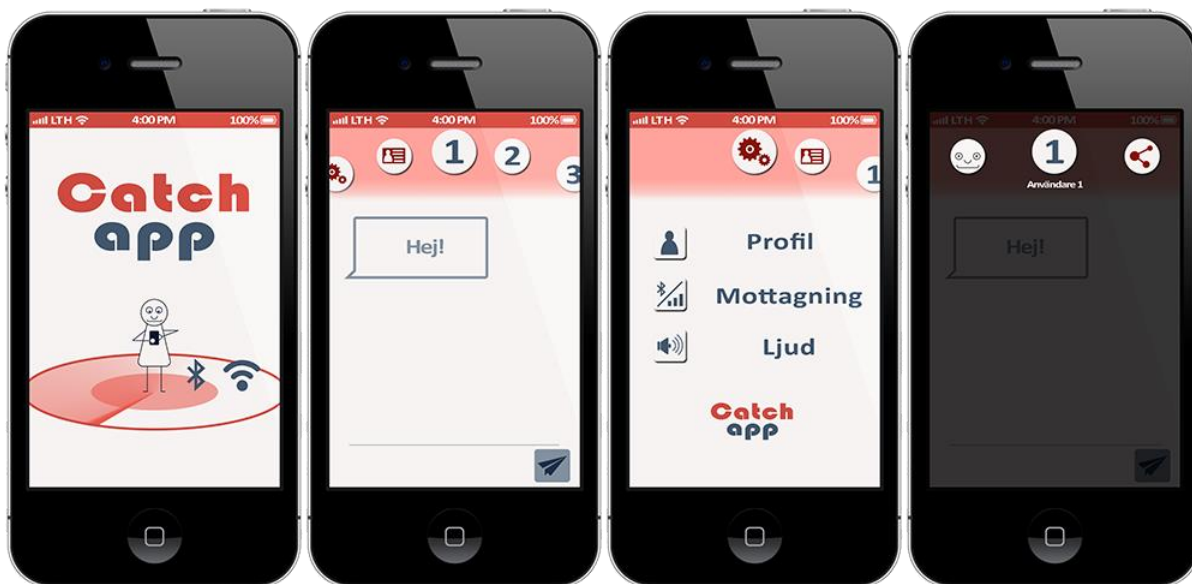 LTH 4:00 PM 100%
Catch
app
LTH 4:00 PM 100%
1
2
3
Hej!
LTH 4:00 PM 100%
1
Profil
Mottagning
Ljud
Catch
app
LTH 4:00 PM 100%
1
Användare 1
Hej!